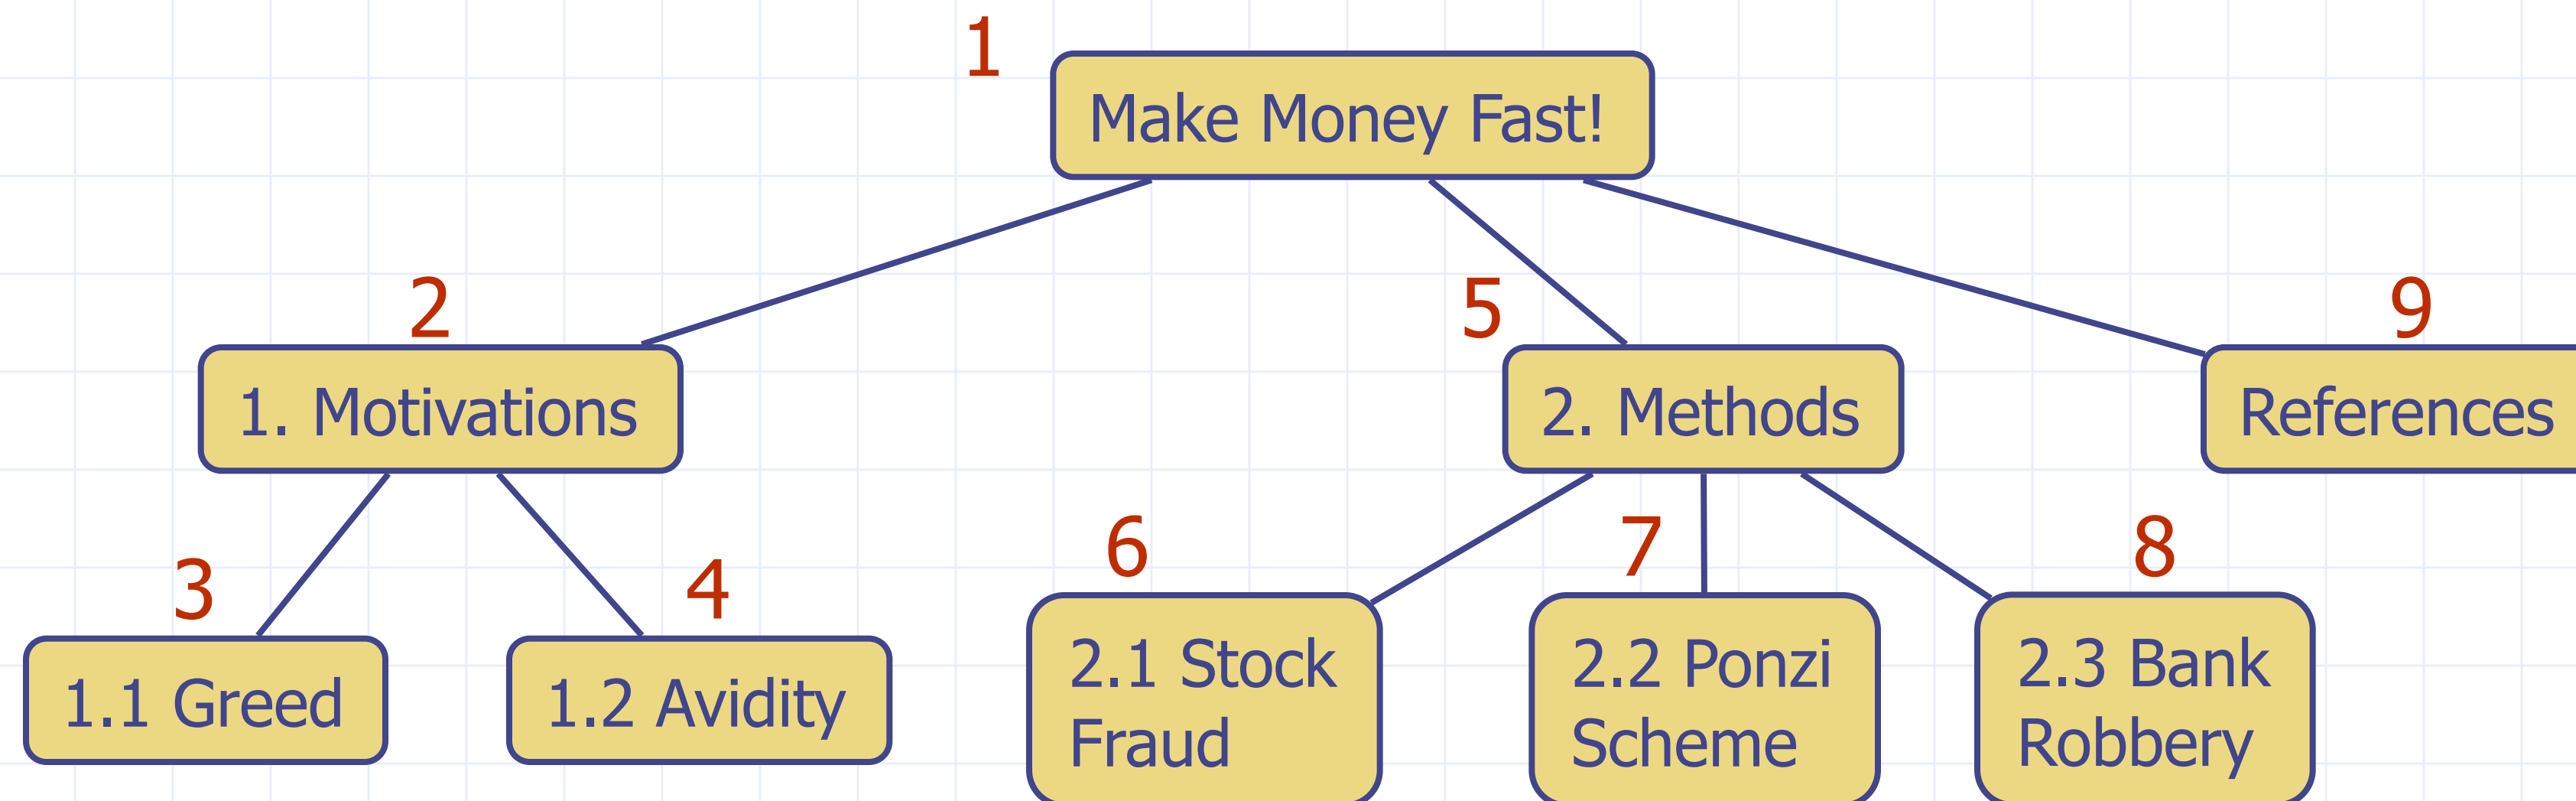 1
Make Money Fast!
2
5
9
1. Motivations
2. Methods
References
3
4
6
7
8
1.1 Greed
1.2 Avidity
2.1 Stock
Fraud
2.2 Ponzi
Scheme
2.3 Bank
Robbery